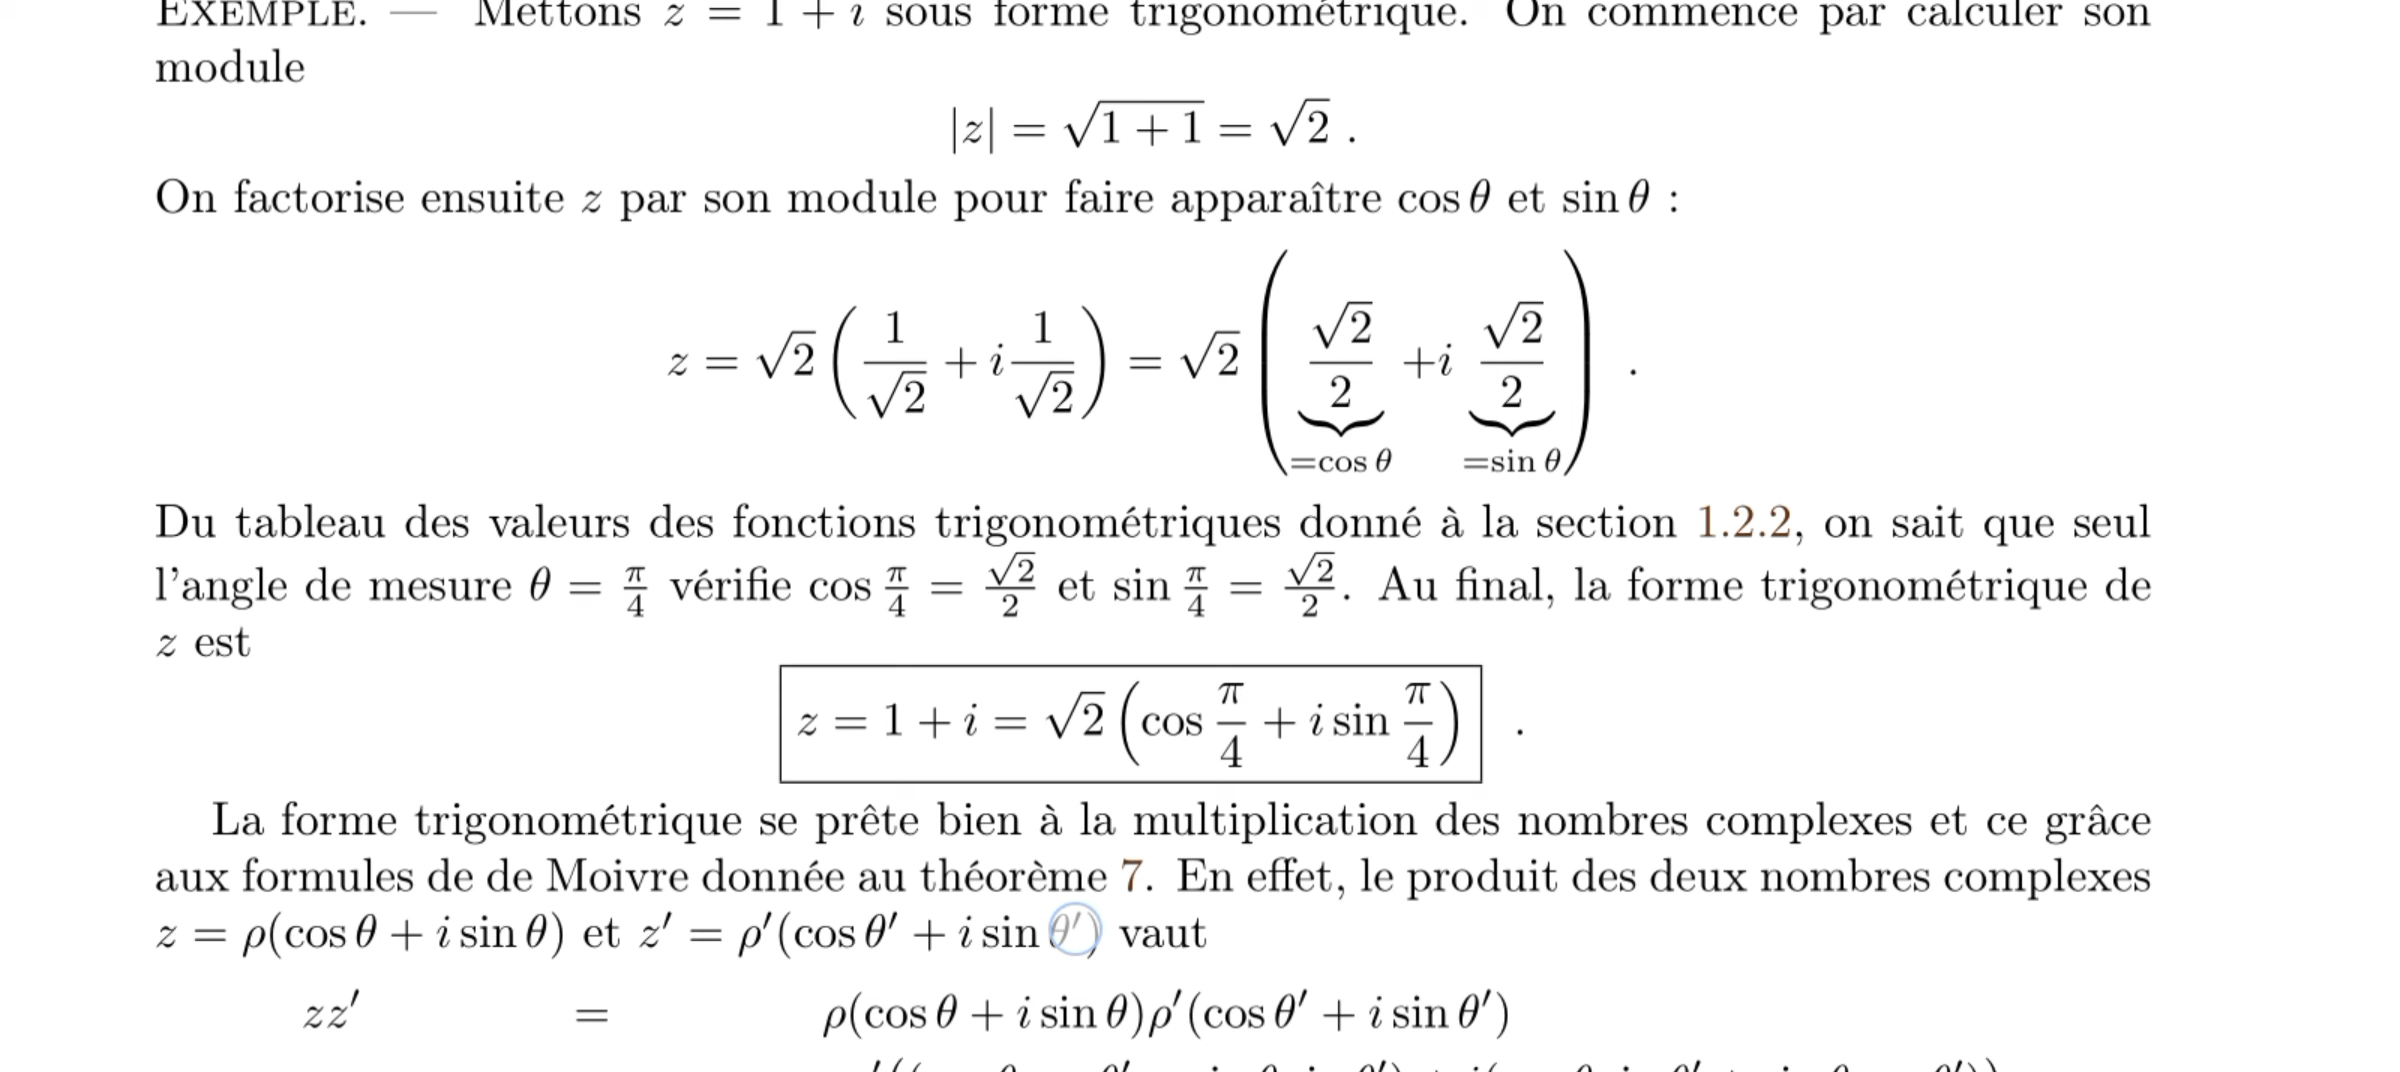 EXEMPLE. — Mettons z = 1 + i sous forme trigonométrique. On commence par calculer son
module
|z| = √(1 + 1) = √2 .
On factorise ensuite z par son module pour faire apparaître cos θ et sin θ :
z = √2 (1/√2 + i 1/√2) = √2 (√2/2 + i √2/2) .
=cos θ =sin θ
Du tableau des valeurs des fonctions trigonométriques donné à la section 1.2.2, on sait que seul
l'angle de mesure θ = π/4 vérifie cos π/4 = √2/2 et sin π/4 = √2/2. Au final, la forme trigonométrique de
z est
z = 1 + i = √2 (cos π/4 + i sin π/4) .
La forme trigonométrique se prête bien à la multiplication des nombres complexes et ce grâce
aux formules de de Moivre donnée au théorème 7. En effet, le produit des deux nombres complexes
z = ρ(cos θ + i sin θ) et z′ = ρ′(cos θ′ + i sin θ′) vaut
zz′ = ρ(cos θ + i sin θ)ρ′(cos θ′ + i sin θ′)